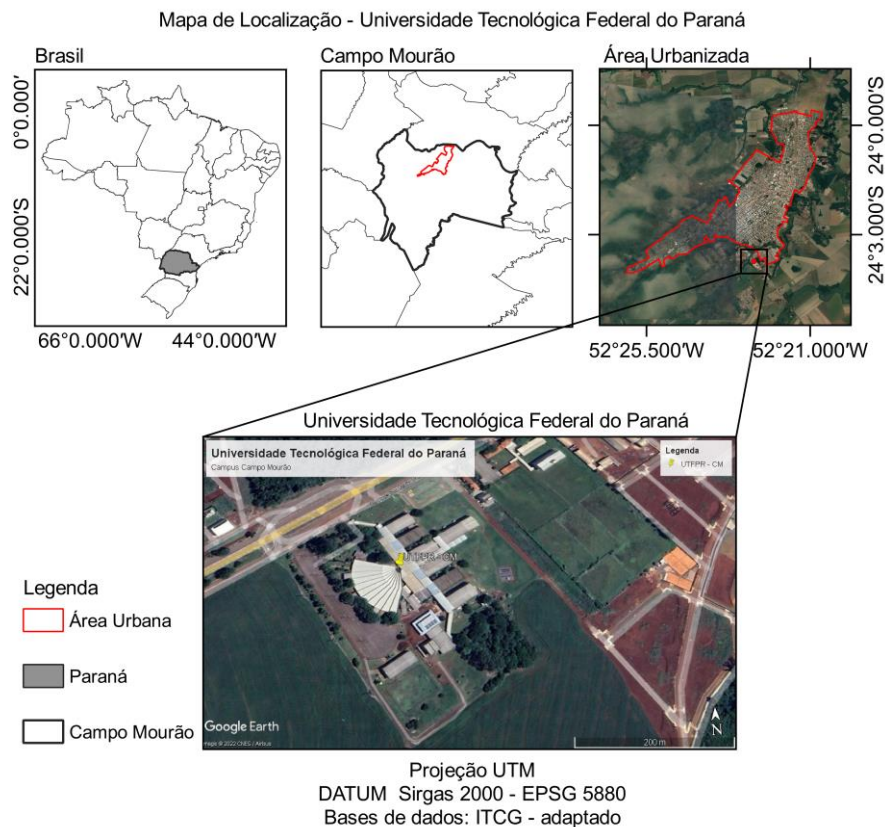 Mapa de Localização - Universidade Tecnológica Federal do Paraná
Brasil
Campo Mourão
Área Urbanizada
0°0.000'
22°0.000'S
66°0.000'W
44°0.000'W
24°0.000'S
24°3.000'S
52°25.500'W
52°21.000'W
Universidade Tecnológica Federal do Paraná
Universidade Tecnológica Federal do Paraná
Campus Campo Mourão
Legenda
UTFPR - CM
UTFPR - CM
Google Earth
200 m
N
Legenda
Área Urbana
Paraná
Campo Mourão
Projeção UTM
DATUM Sirgas 2000 - EPSG 5880
Bases de dados: ITCG - adaptado